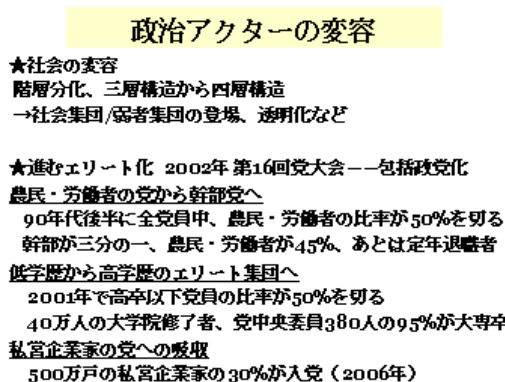 政治アクターの変容
★社会の変容
階層分化、三層構造から四層構造
→社会集団/弱者集団の登場、透明化など
★進むエリート化 2002年 第16回党大会——包括政党化
農民・労働者の党から幹部党へ
90年代後半に全党員中、農民・労働者の比率が50%を切る
幹部が三分の一、農民・労働者が45%、あとは定年退職者
低学歴から高学歴のエリート集団へ
2001年で高卒以下党員の比率が50%を切る
40万人の大学院修了者、党中央委員380人の95%が大専卒
私営企業家の党への吸収
500万戸の私営企業家の30%が入党（2006年）